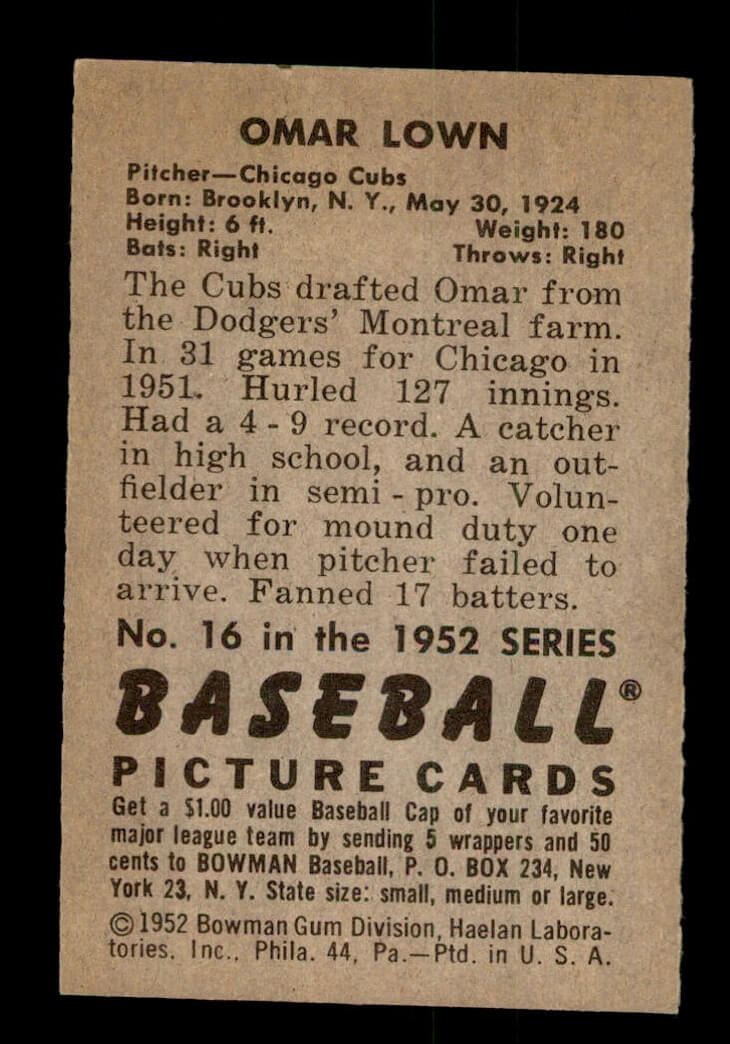 OMAR LOWN
Pitcher—Chicago Cubs
Born: Brooklyn, N. Y., May 30, 1924
Height: 6 ft. Weight: 180
Bats: Right Throws: Right
The Cubs drafted Omar from
the Dodgers' Montreal farm.
In 31 games for Chicago in
1951. Hurled 127 innings.
Had a 4 - 9 record. A catcher
in high school, and an out-
fielder in semi - pro. Volun-
teered for mound duty one
day when pitcher failed to
arrive. Fanned 17 batters.
No. 16 in the 1952 SERIES
BASEBALL®
PICTURE CARDS
Get a $1.00 value Baseball Cap of your favorite
major league team by sending 5 wrappers and 50
cents to BOWMAN Baseball, P. O. BOX 234, New
York 23, N. Y. State size: small, medium or large.
©1952 Bowman Gum Division, Haelan Labora-
tories. Inc., Phila. 44, Pa.—Ptd. in U. S. A.